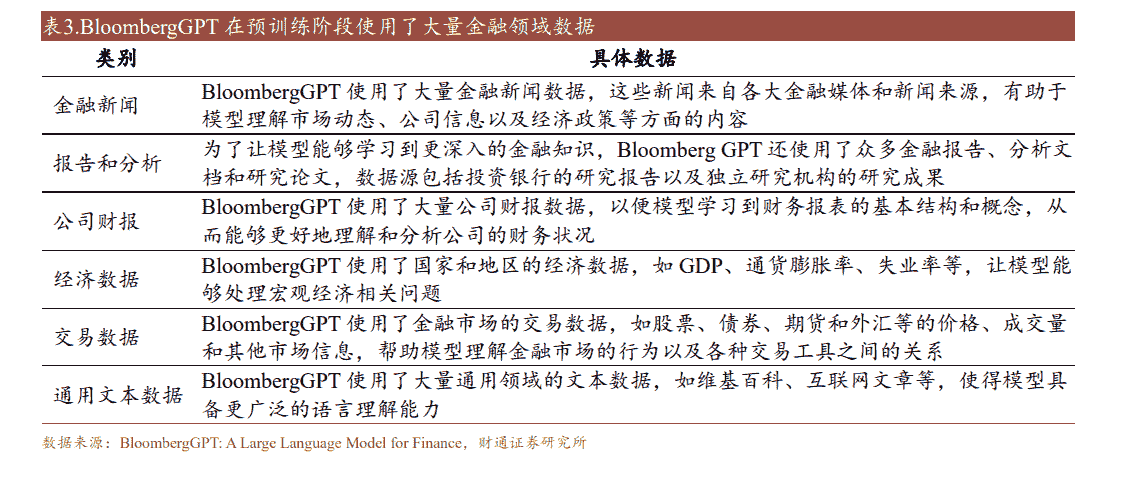 表3.BloombergGPT 在预训练阶段使用了大量金融领域数据
类别 具体数据
金融新闻 BloombergGPT 使用了大量金融新闻数据，这些新闻来自各大金融媒体和新闻来源，有助于
模型理解市场动态、公司信息以及经济政策等方面的内容
报告和分析 为了让模型能够学习到更深入的金融知识，Bloomberg GPT 还使用了众多金融报告、分析文
档和研究论文，数据源包括投资银行的研究报告以及独立研究机构的研究成果
公司财报 BloombergGPT 使用了大量公司财报数据，以便模型学习到财务报表的基本结构和概念，从
而能够更好地理解和分析公司的财务状况
经济数据 BloombergGPT 使用了国家和地区的经济数据，如 GDP、通货膨胀率、失业率等，让模型能
够处理宏观经济相关问题
交易数据 BloombergGPT 使用了金融市场的交易数据，如股票、债券、期货和外汇等的价格、成交量
和其他市场信息，帮助模型理解金融市场的行为以及各种交易工具之间的关系
通用文本数据 BloombergGPT 使用了大量通用领域的文本数据，如维基百科、互联网文章等，使得模型具
备更广泛的语言理解能力
数据来源：BloombergGPT: A Large Language Model for Finance，财通证券研究所